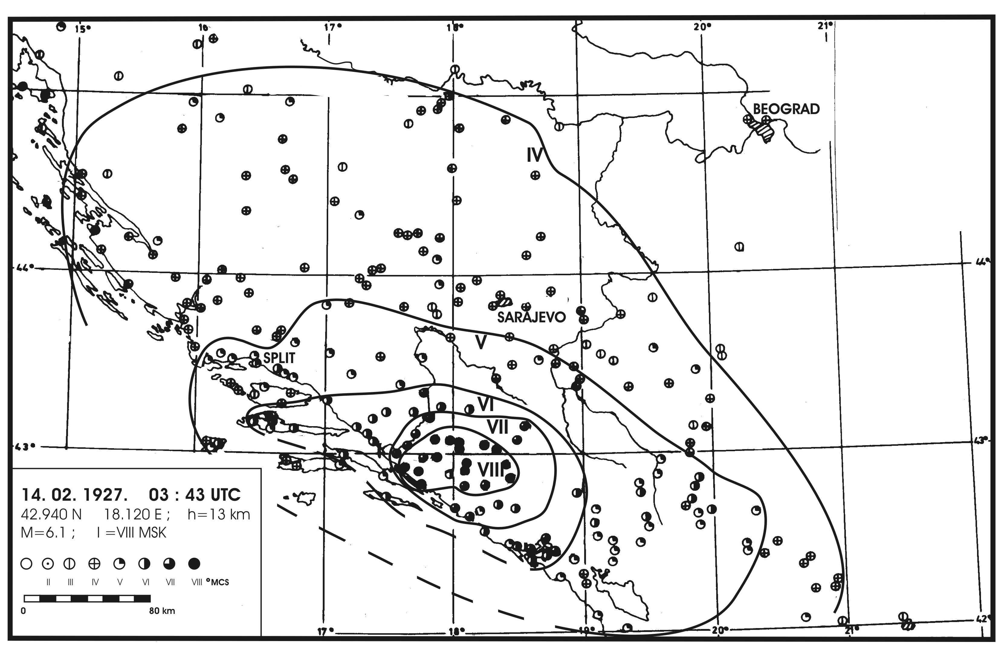 15° 16 17° 18° 20° 21°
BEOGRAD
IV
44° 44°
SARAJEVO
V
SPLIT
VI
VII
43° 43°
VIII
14. 02. 1927. 03 : 43 UTC
42.940 N 18.120 E ; h=13 km
M=6.1 ; I =VIII MSK
II III IV V VI VII VIII °MCS
0 80 km
42°
17° 18° 19° 20° 21°